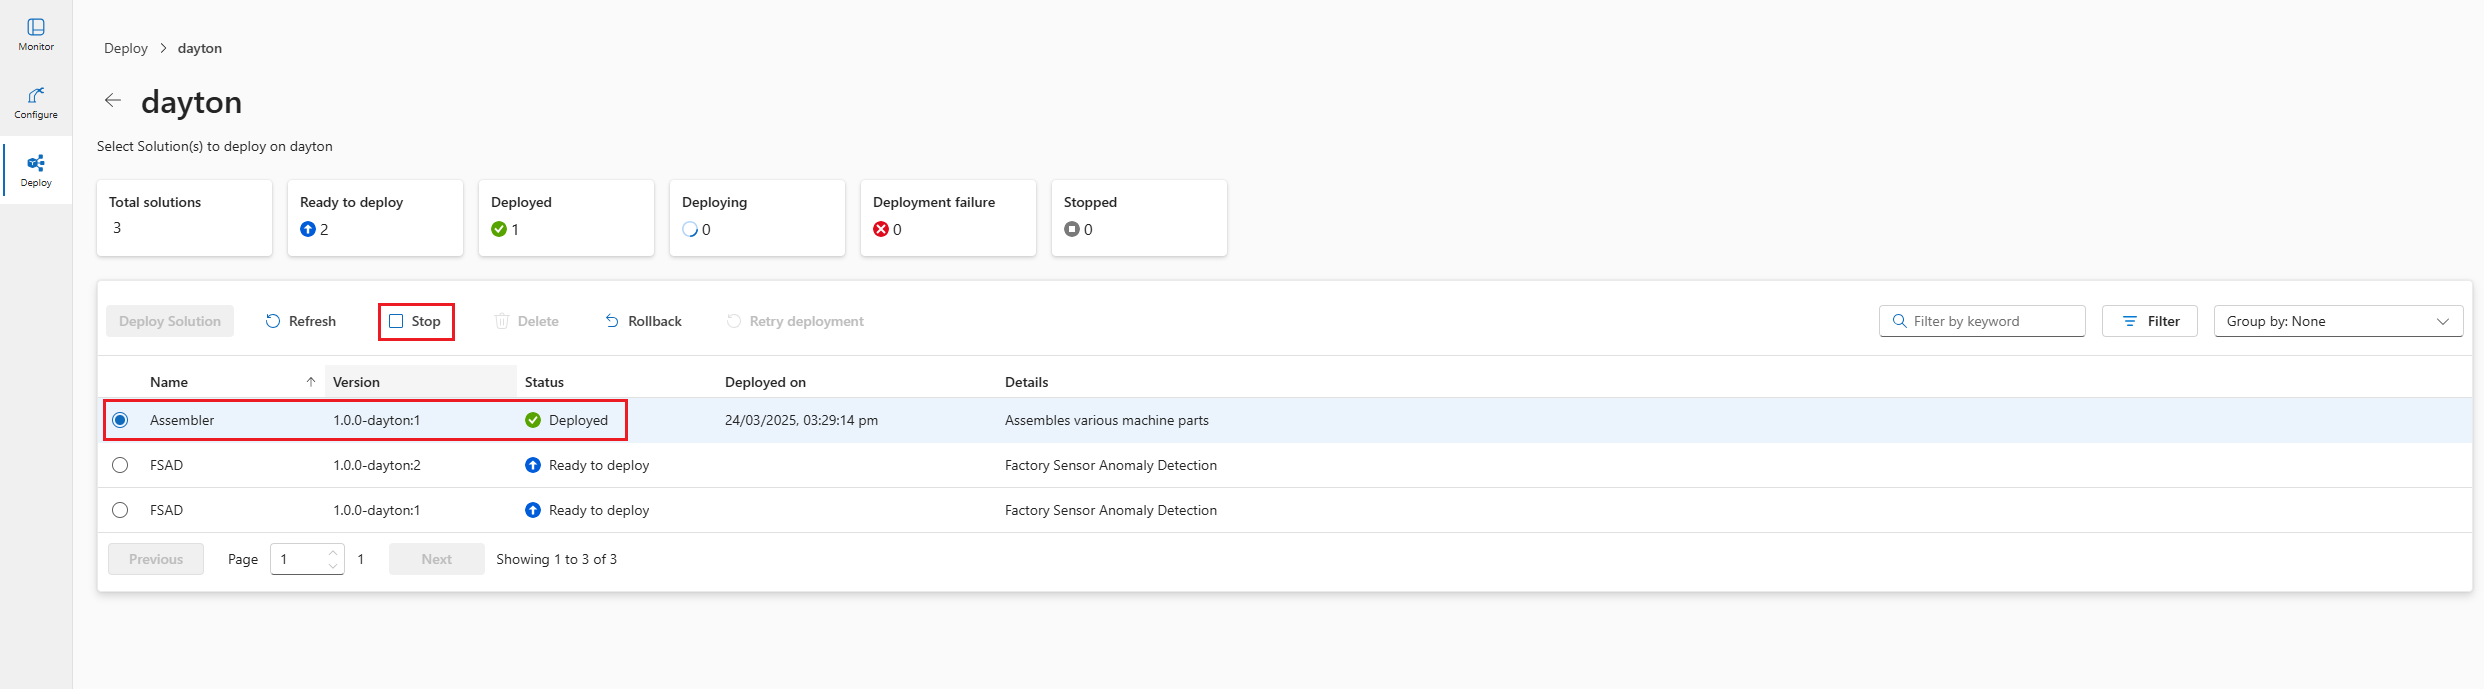 Monitor
Configure
Deploy
Deploy > dayton
dayton
Select Solution(s) to deploy on dayton
Total solutions
3
Ready to deploy
2
Deployed
1
Deploying
0
Deployment failure
0
Stopped
0
Deploy Solution Refresh Stop Delete Rollback Retry deployment Filter by keyword Filter Group by: None
Name Version Status Deployed on Details
Assembler 1.0.0-dayton:1 Deployed 24/03/2025, 03:29:14 pm Assembles various machine parts
FSAD 1.0.0-dayton:2 Ready to deploy Factory Sensor Anomaly Detection
FSAD 1.0.0-dayton:1 Ready to deploy Factory Sensor Anomaly Detection
Previous Page 1 1 Next Showing 1 to 3 of 3